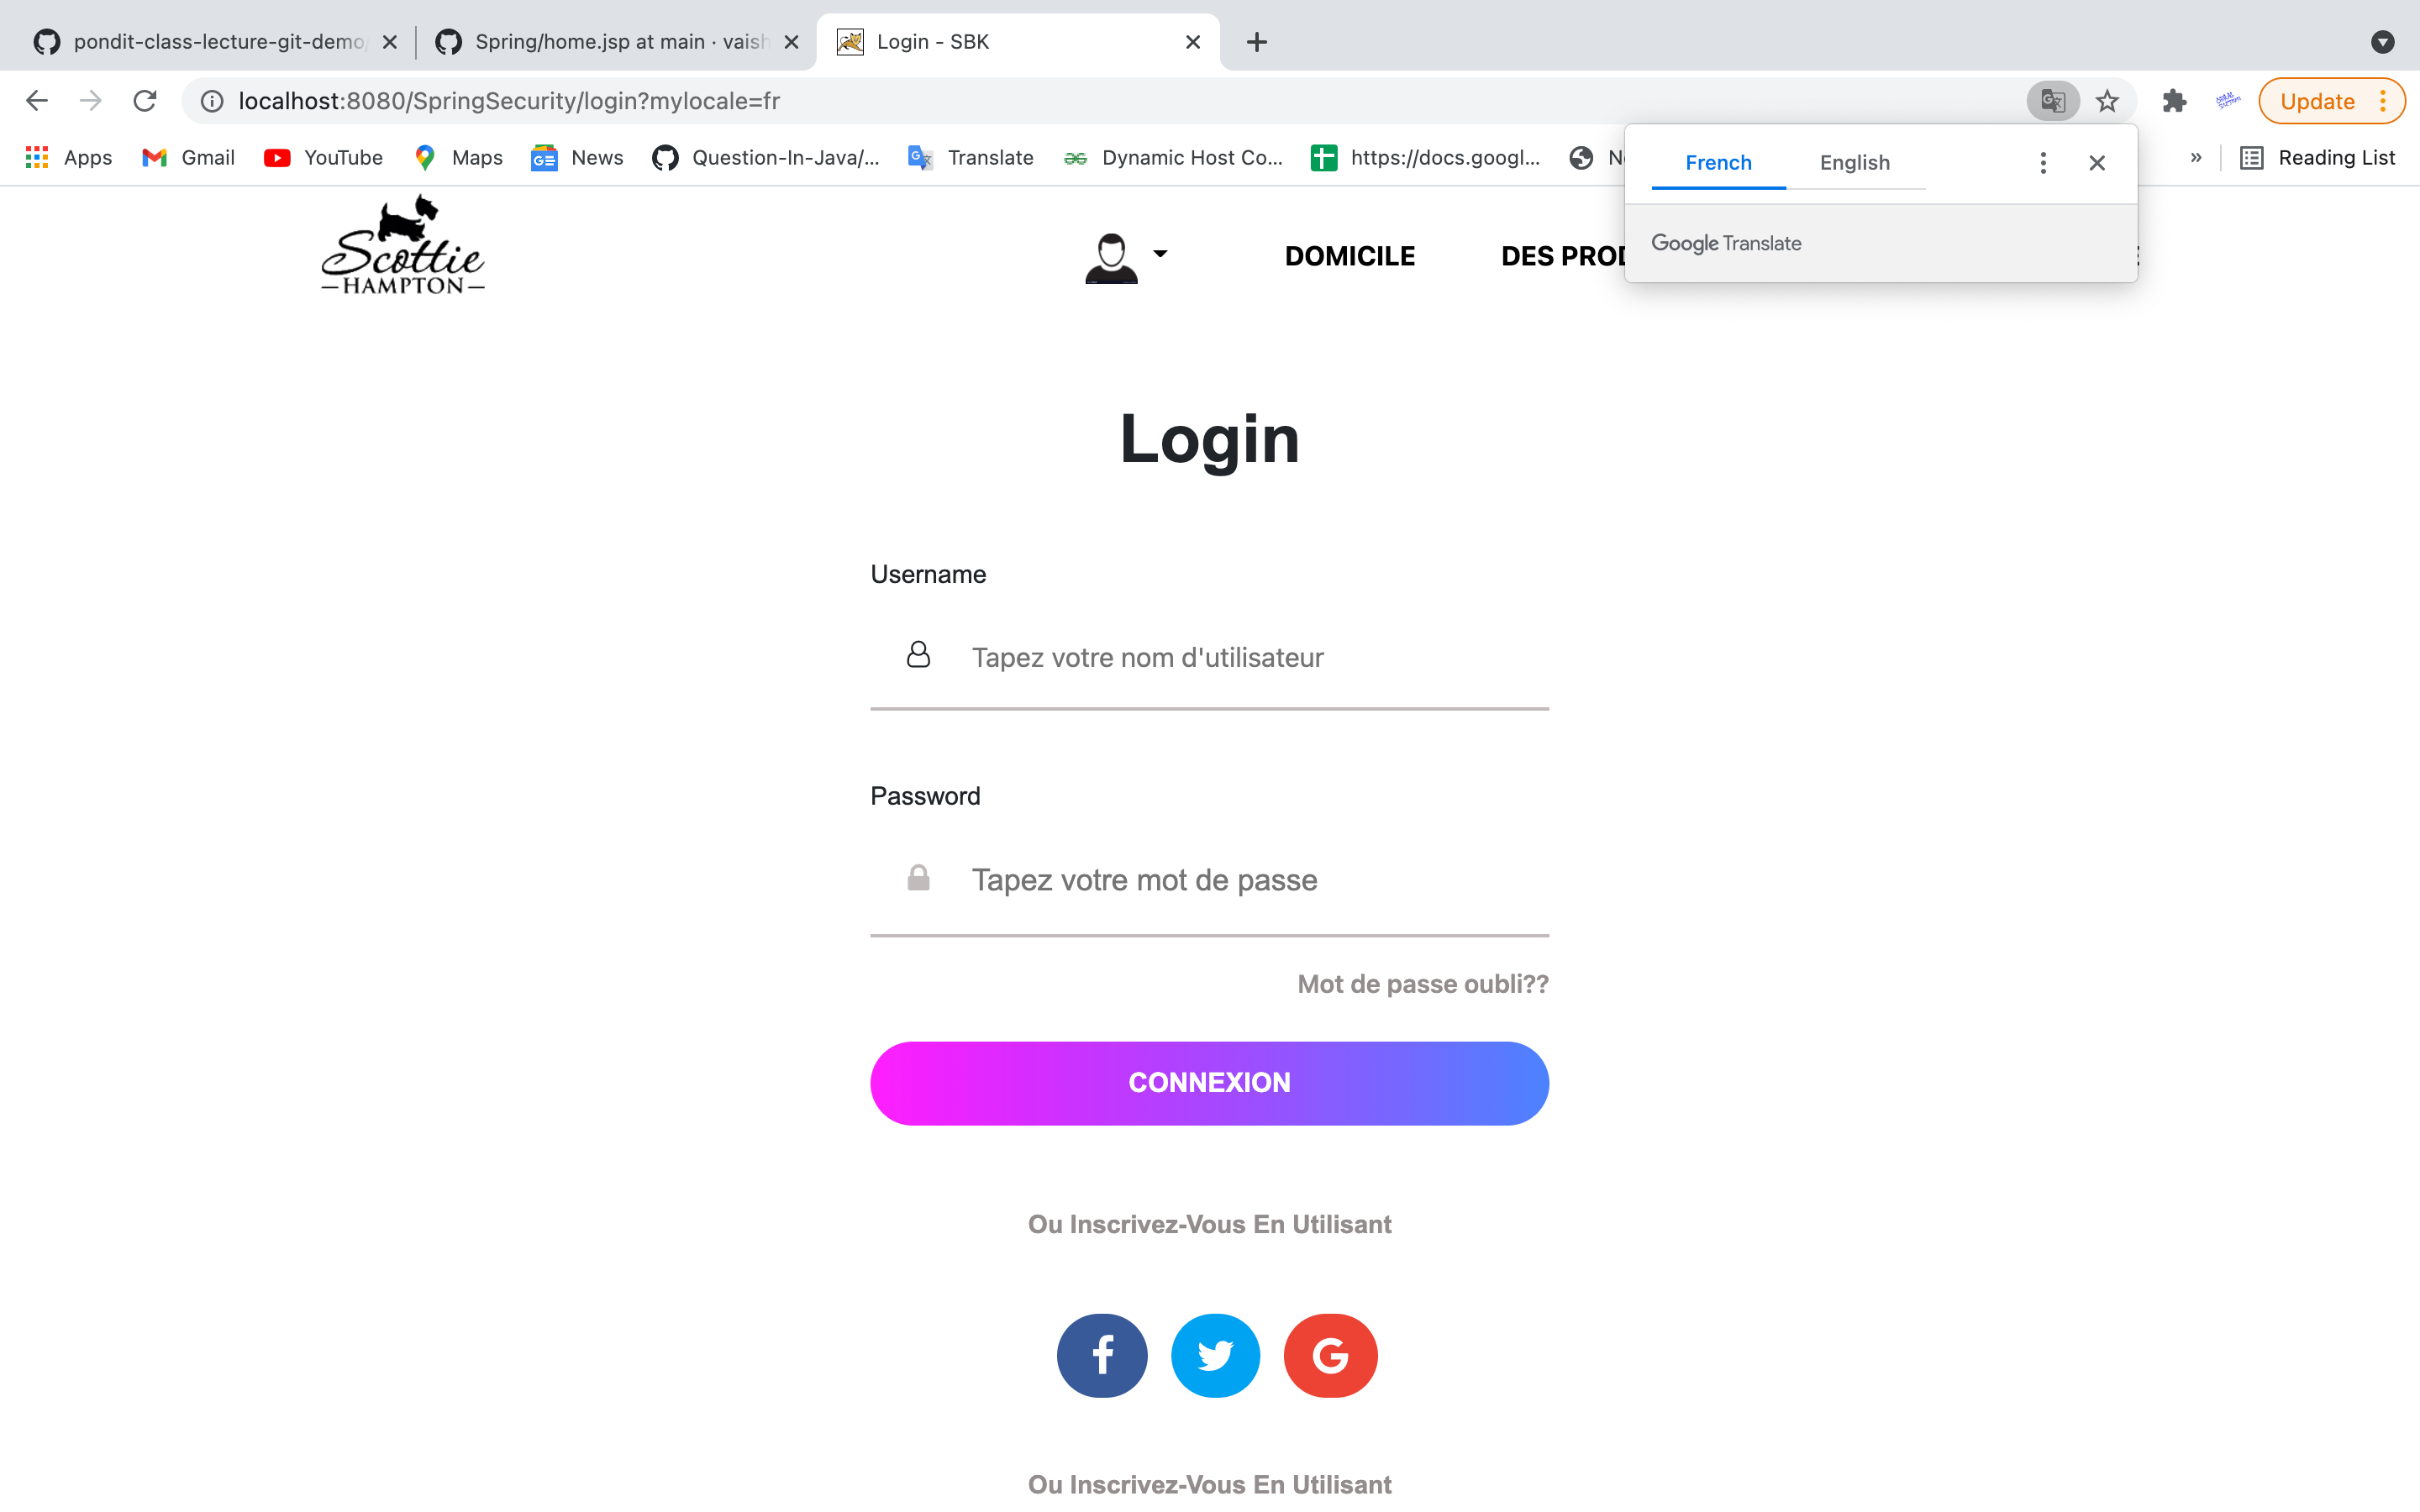 pondit-class-lecture-git-demo/
Spring/home.jsp at main · vaish
Login - SBK
localhost:8080/SpringSecurity/login?mylocale=fr
Update
Apps
Gmail
YouTube
Maps
News
Question-In-Java/...
Translate
Dynamic Host Co...
https://docs.googl...
Reading List
French
English
Google Translate
Scottie
HAMPTON
DOMICILE
DES PROD
Login
Username
Tapez votre nom d'utilisateur
Password
Tapez votre mot de passe
Mot de passe oubli??
CONNEXION
Ou Inscrivez-Vous En Utilisant
Ou Inscrivez-Vous En Utilisant